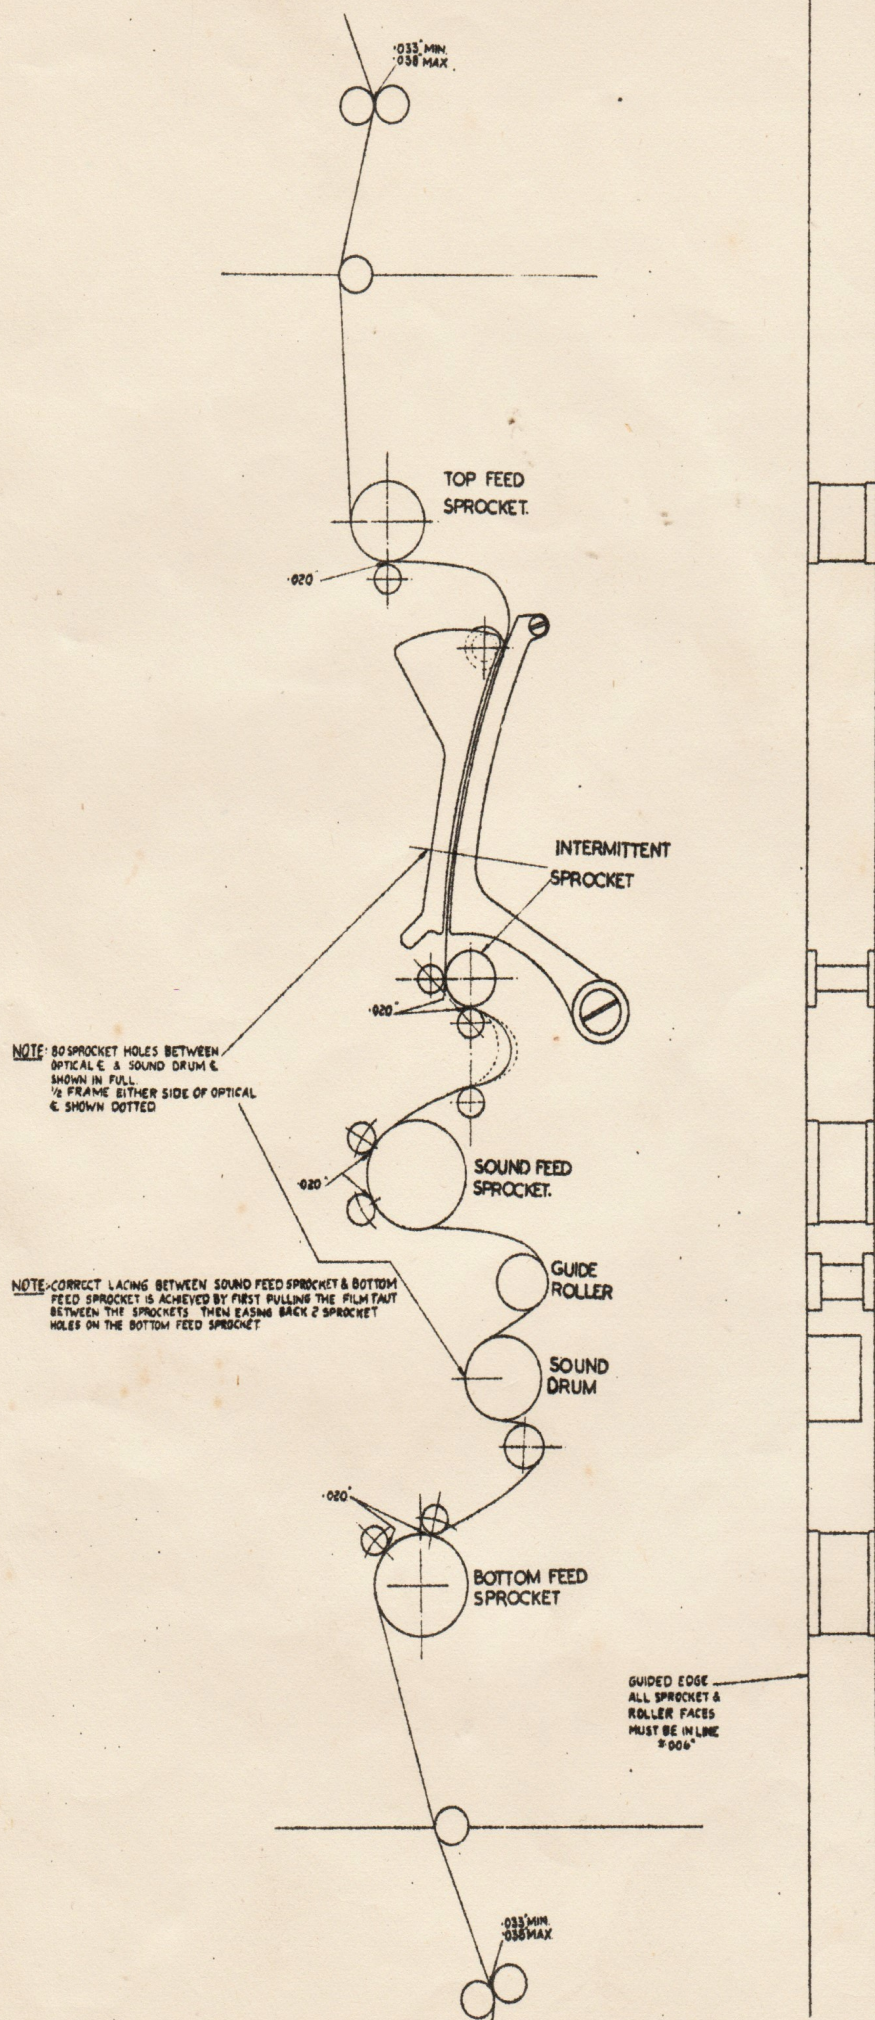 .033" MIN.
.038" MAX.
TOP FEED
SPROCKET.
.020"
INTERMITTENT
SPROCKET
.020"
NOTE: 80 SPROCKET HOLES BETWEEN
OPTICAL ℄ & SOUND DRUM ℄
SHOWN IN FULL.
½ FRAME EITHER SIDE OF OPTICAL
℄ SHOWN DOTTED
SOUND FEED
SPROCKET.
.020"
GUIDE
ROLLER
NOTE:- CORRECT LACING BETWEEN SOUND FEED SPROCKET & BOTTOM
FEED SPROCKET IS ACHIEVED BY FIRST PULLING THE FILM TAUT
BETWEEN THE SPROCKETS THEN EASING BACK 2 SPROCKET
HOLES ON THE BOTTOM FEED SPROCKET
SOUND
DRUM
.020"
BOTTOM FEED
SPROCKET
GUIDED EDGE
ALL SPROCKET &
ROLLER FACES
MUST BE IN LINE
±.006"
.033" MIN.
.038" MAX